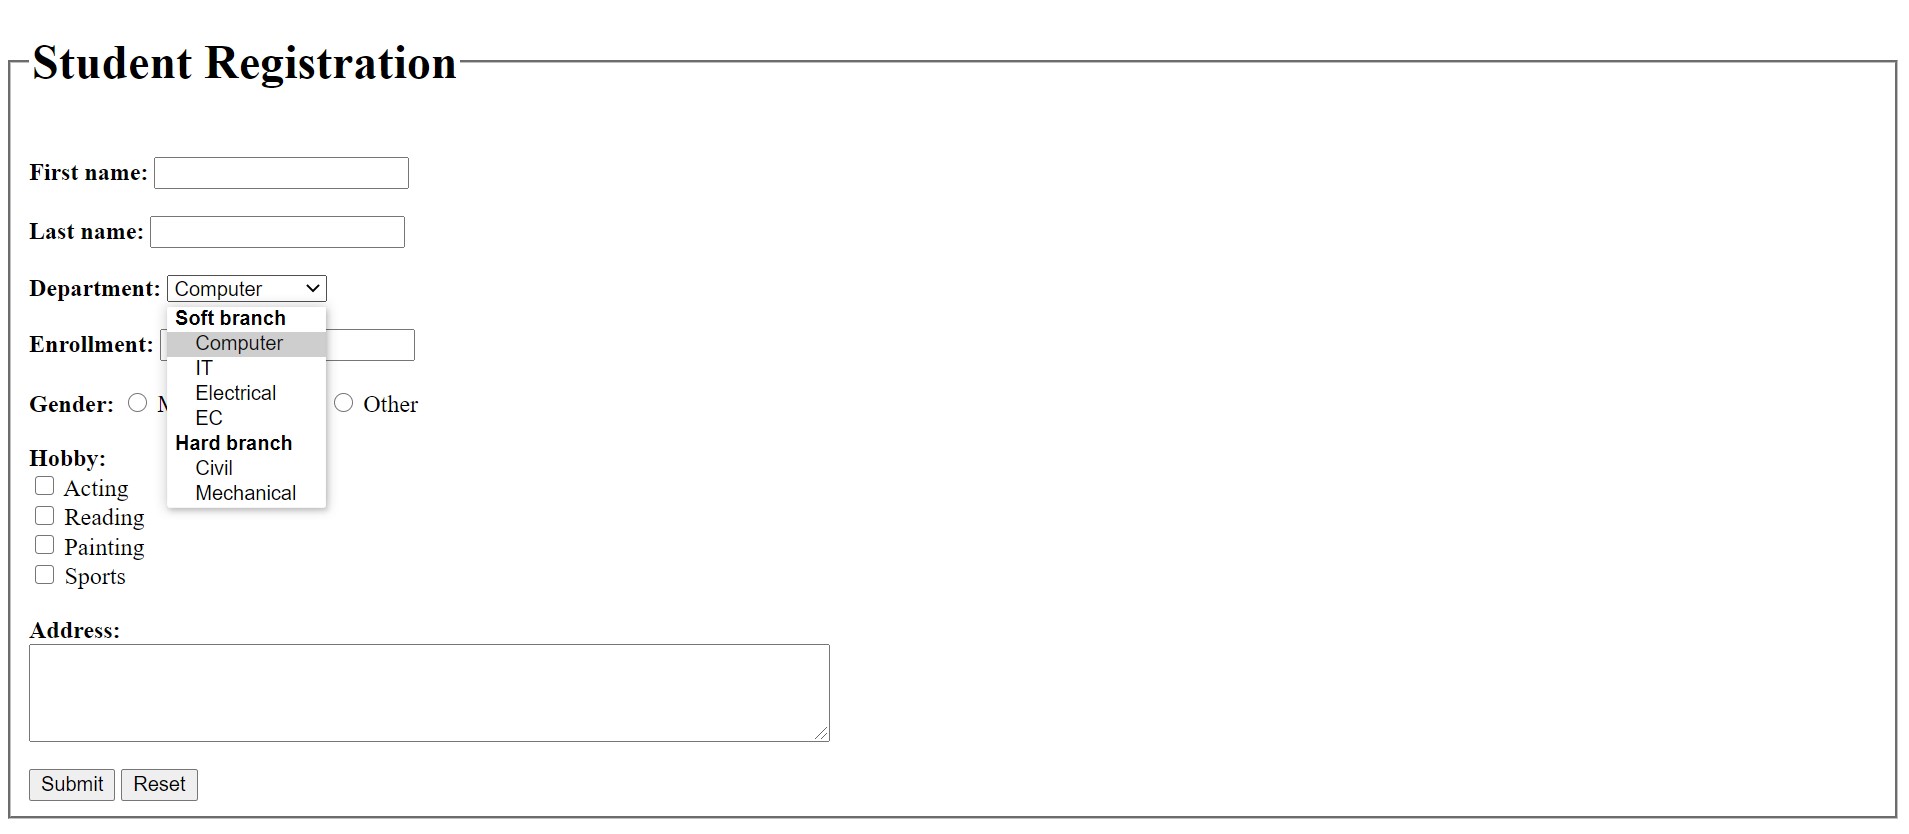 Student Registration
First name:
Last name:
Department: Computer
Soft branch
Computer
IT
Electrical
EC
Hard branch
Civil
Mechanical
Enrollment:
Gender: Other
Hobby:
Acting
Reading
Painting
Sports
Address:
Submit Reset